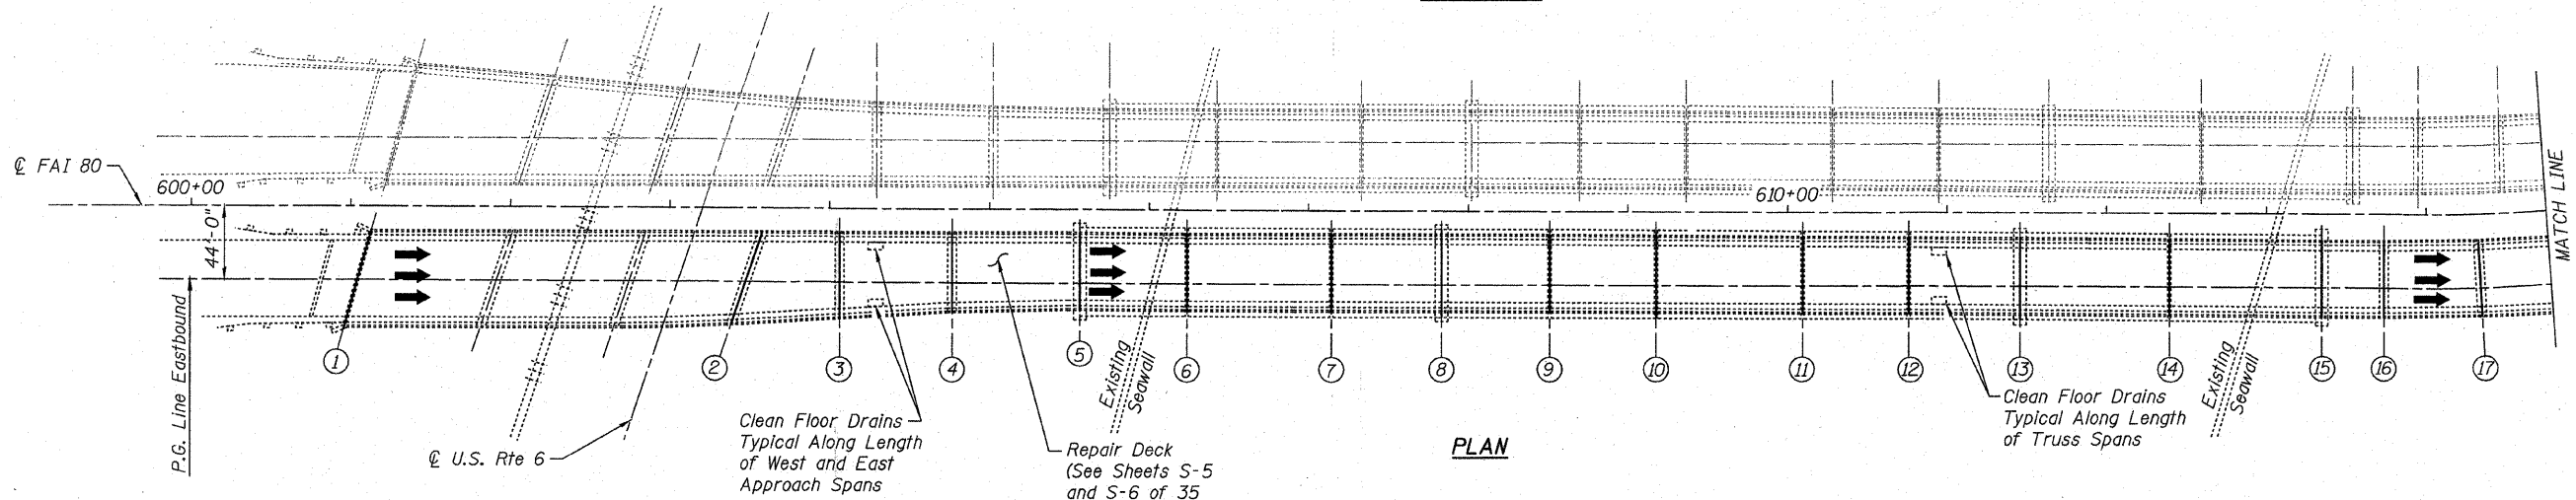 ℄ FAI 80
600+00
610+00
44'-0"
MATCH LINE
P.G. Line Eastbound
1
2
3
4
5
6
7
8
9
10
11
12
13
14
15
16
17
Existing
Seawall
Existing
Seawall
℄ U.S. Rte 6
Clean Floor Drains
Typical Along Length
of West and East
Approach Spans
Repair Deck
(See Sheets S-5
and S-6 of 35
PLAN
Clean Floor Drains
Typical Along Length
of Truss Spans